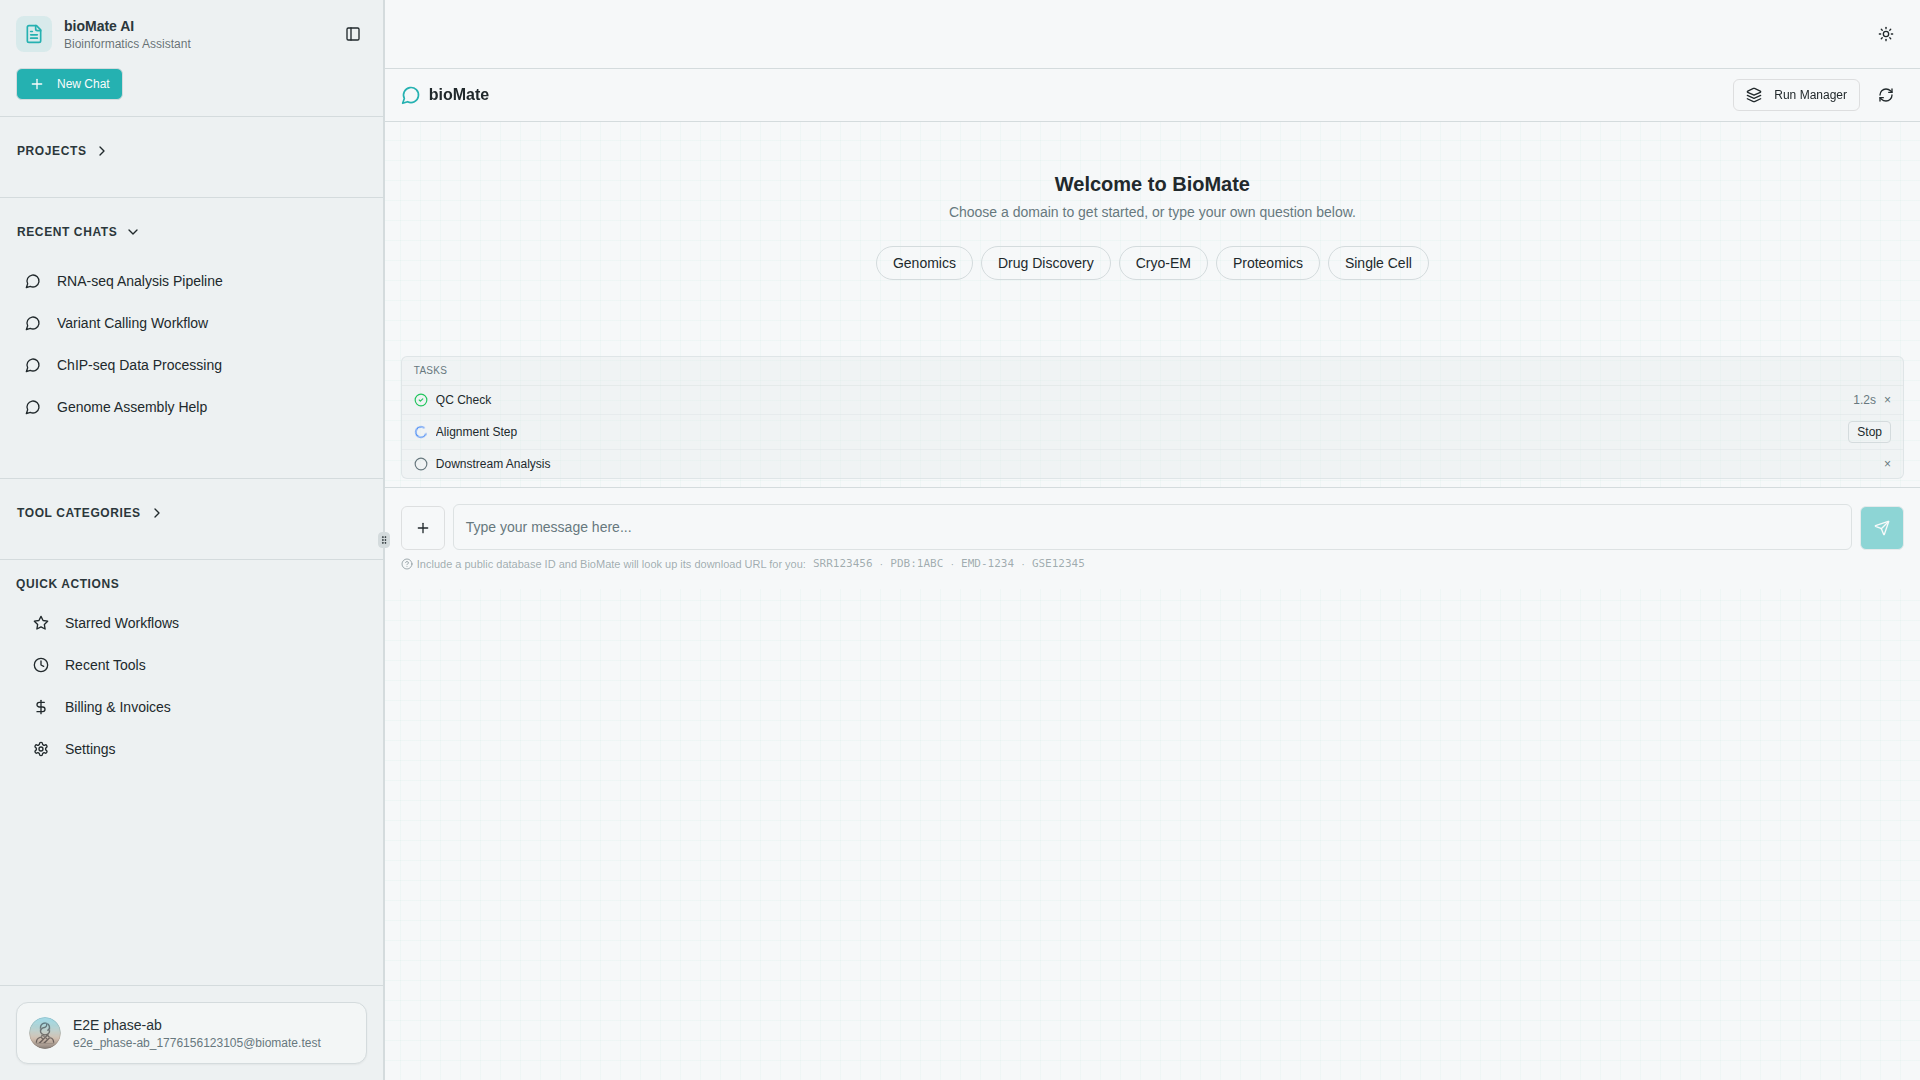 bioMate AI
Bioinformatics Assistant
New Chat
PROJECTS
RECENT CHATS
RNA-seq Analysis Pipeline
Variant Calling Workflow
ChIP-seq Data Processing
Genome Assembly Help
TOOL CATEGORIES
QUICK ACTIONS
Starred Workflows
Recent Tools
Billing & Invoices
Settings
E2E phase-ab
e2e_phase-ab_1776156123105@biomate.test
bioMate
Run Manager
Welcome to BioMate
Choose a domain to get started, or type your own question below.
Genomics Drug Discovery Cryo-EM Proteomics Single Cell
TASKS
QC Check 1.2s ×
Alignment Step Stop
Downstream Analysis ×
Type your message here...
Include a public database ID and BioMate will look up its download URL for you: SRR123456 · PDB:1ABC · EMD-1234 · GSE12345